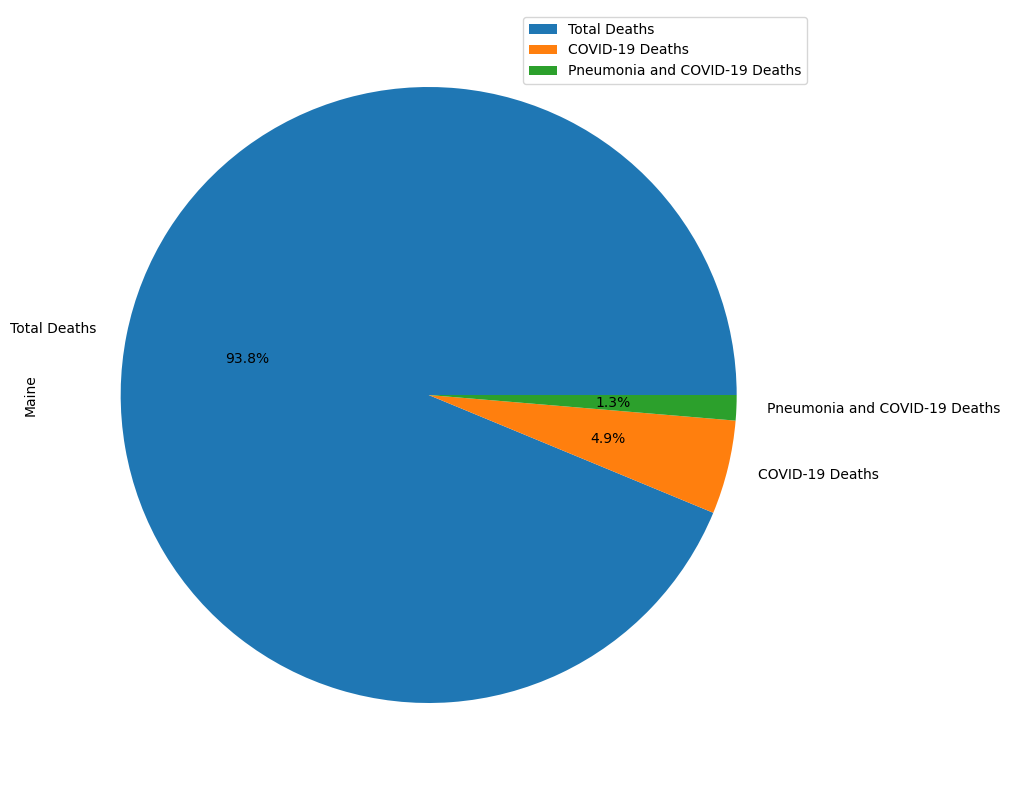 Total Deaths
COVID-19 Deaths
Pneumonia and COVID-19 Deaths
Total Deaths
93.8%
Maine
1.3%
Pneumonia and COVID-19 Deaths
4.9%
COVID-19 Deaths